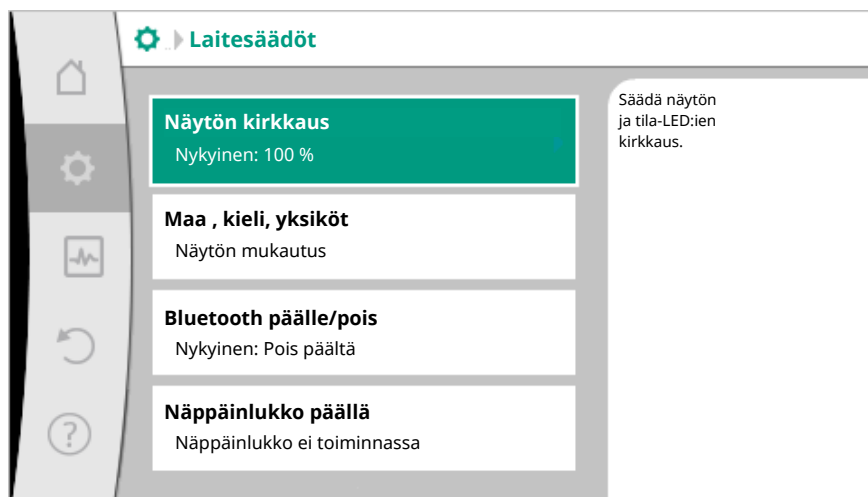 Laitesäädöt
Näytön kirkkaus
Nykyinen: 100 %
Maa , kieli, yksiköt
Näytön mukautus
Bluetooth päälle/pois
Nykyinen: Pois päältä
Näppäinlukko päällä
Näppäinlukko ei toiminnassa
Säädä näytön
ja tila-LED:ien
kirkkaus.